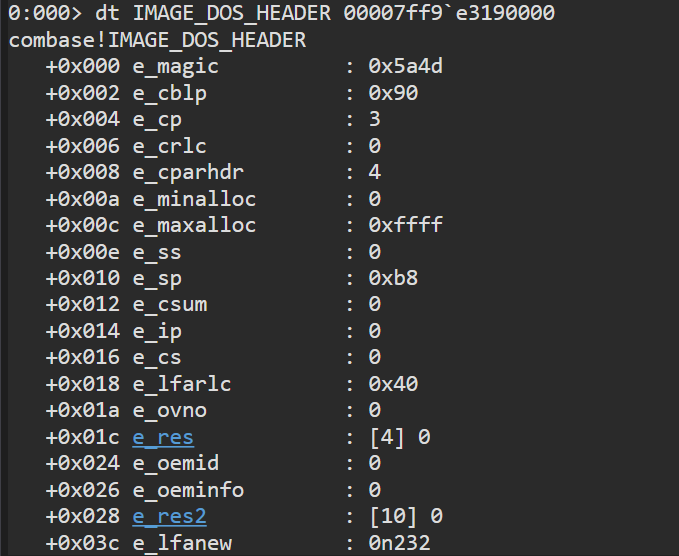 0:000> dt IMAGE_DOS_HEADER 00007ff9`e3190000
combase!IMAGE_DOS_HEADER
   +0x000 e_magic          : 0x5a4d
   +0x002 e_cblp           : 0x90
   +0x004 e_cp             : 3
   +0x006 e_crlc           : 0
   +0x008 e_cparhdr        : 4
   +0x00a e_minalloc       : 0
   +0x00c e_maxalloc       : 0xffff
   +0x00e e_ss             : 0
   +0x010 e_sp             : 0xb8
   +0x012 e_csum           : 0
   +0x014 e_ip             : 0
   +0x016 e_cs             : 0
   +0x018 e_lfarlc         : 0x40
   +0x01a e_ovno           : 0
   +0x01c e_res            : [4] 0
   +0x024 e_oemid          : 0
   +0x026 e_oeminfo        : 0
   +0x028 e_res2           : [10] 0
   +0x03c e_lfanew         : 0n232